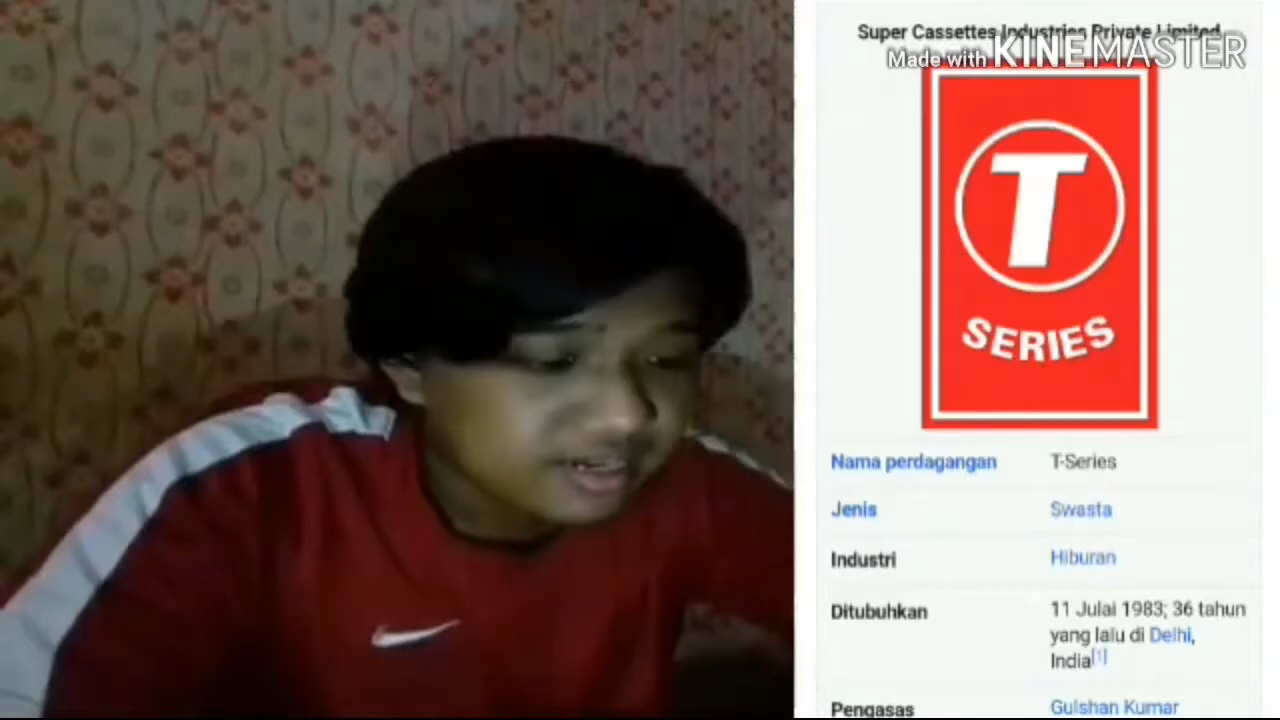 Super Cassettes Industries Private Limited
Made with KINEMASTER
T
SERIES
Nama perdagangan T-Series
Jenis Swasta
Industri Hiburan
Ditubuhkan 11 Julai 1983; 36 tahun
yang lalu di Delhi,
India[1]
Pengasas Gulshan Kumar